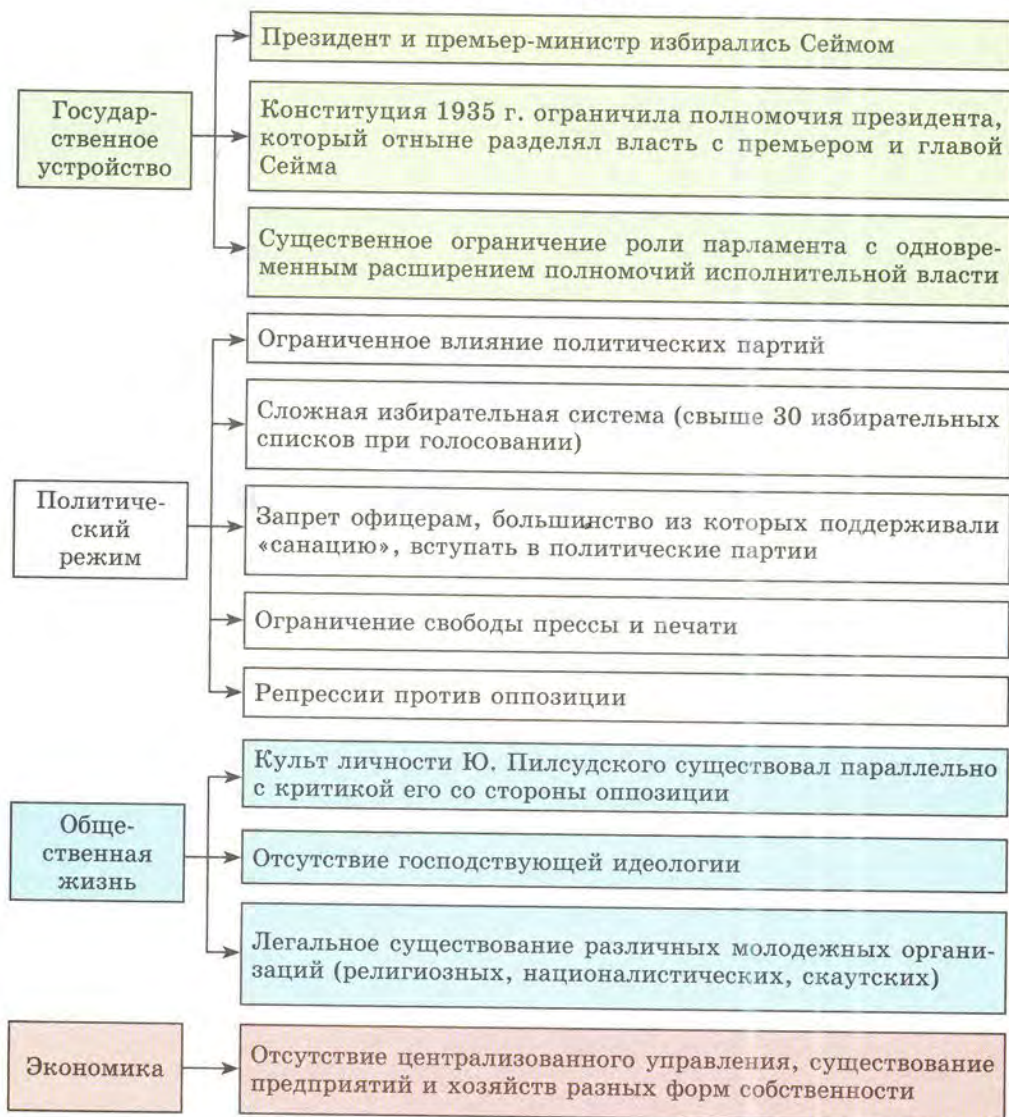 Государ-
ственное
устройство
Президент и премьер-министр избирались Сеймом
Конституция 1935 г. ограничила полномочия президента,
который отныне разделял власть с премьером и главой
Сейма
Существенное ограничение роли парламента с одновре-
менным расширением полномочий исполнительной власти
Политиче-
ский
режим
Ограниченное влияние политических партий
Сложная избирательная система (свыше 30 избирательных
списков при голосовании)
Запрет офицерам, большинство из которых поддерживали
«санацию», вступать в политические партии
Ограничение свободы прессы и печати
Репрессии против оппозиции
Обще-
ственная
жизнь
Культ личности Ю. Пилсудского существовал параллельно
с критикой его со стороны оппозиции
Отсутствие господствующей идеологии
Легальное существование различных молодежных органи-
заций (религиозных, националистических, скаутских)
Экономика
Отсутствие централизованного управления, существование
предприятий и хозяйств разных форм собственности